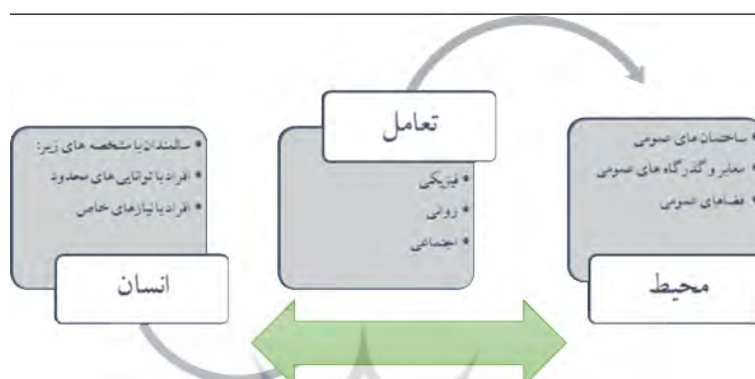 محیط
• ساختمان های عمومی
• معابر و گذرگاه های عمومی
• فضاهای عمومی
تعامل
• فیزیکی
• روانی
• اجتماعی
انسان
• سالمندان با مشخصه های زیر:
• افراد با توانایی های محدود
• افراد با نیازهای خاص